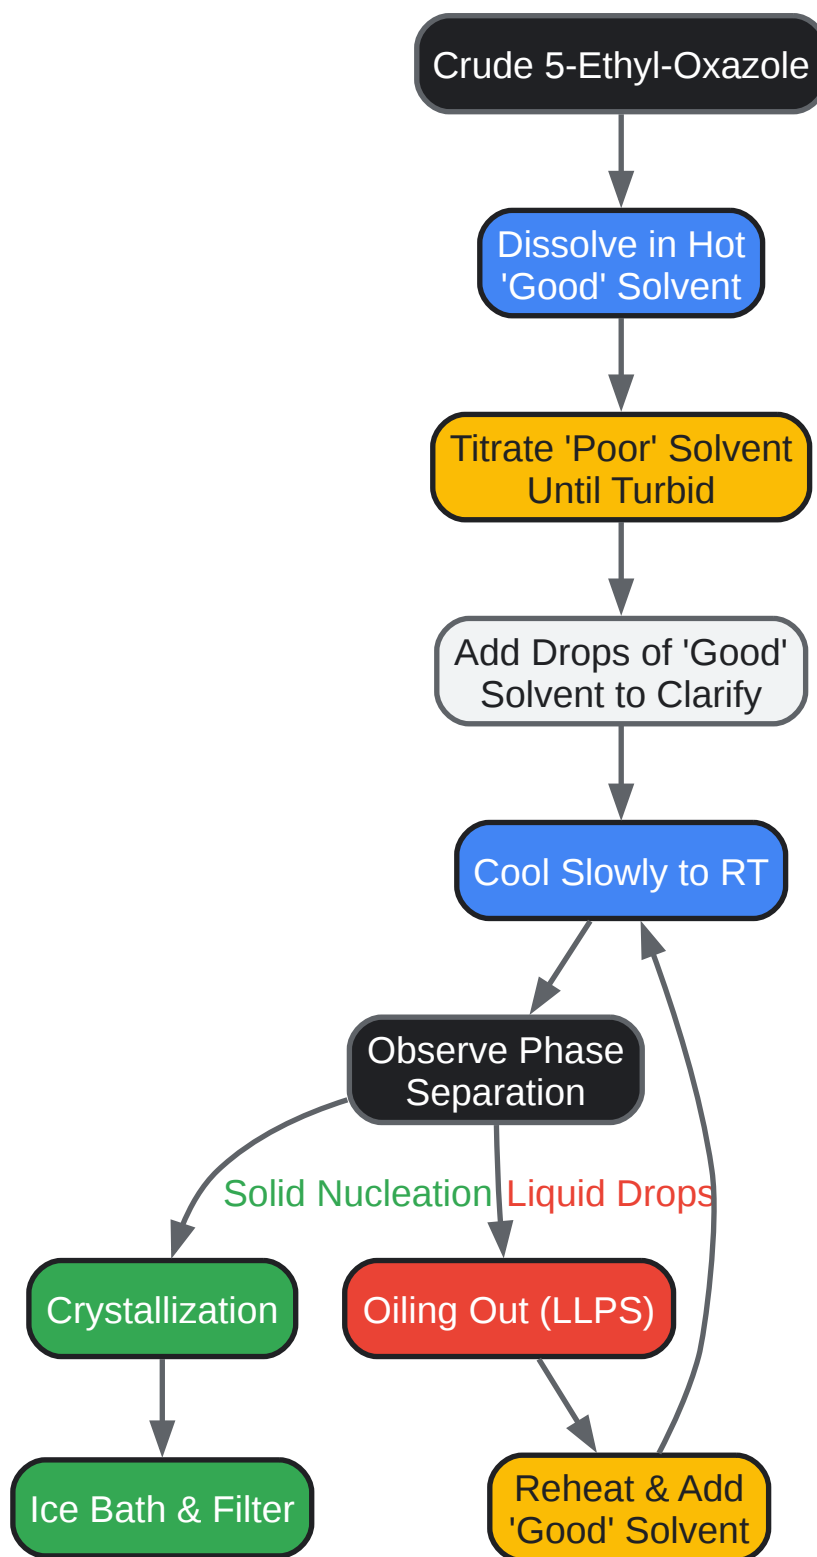 Crude 5-Ethyl-Oxazole
Dissolve in Hot
'Good' Solvent
Titrate 'Poor' Solvent
Until Turbid
Add Drops of 'Good'
Solvent to Clarify
Cool Slowly to RT
Observe Phase
Separation
Solid Nucleation
Liquid Drops
Crystallization
Oiling Out (LLPS)
Ice Bath & Filter
Reheat & Add
'Good' Solvent